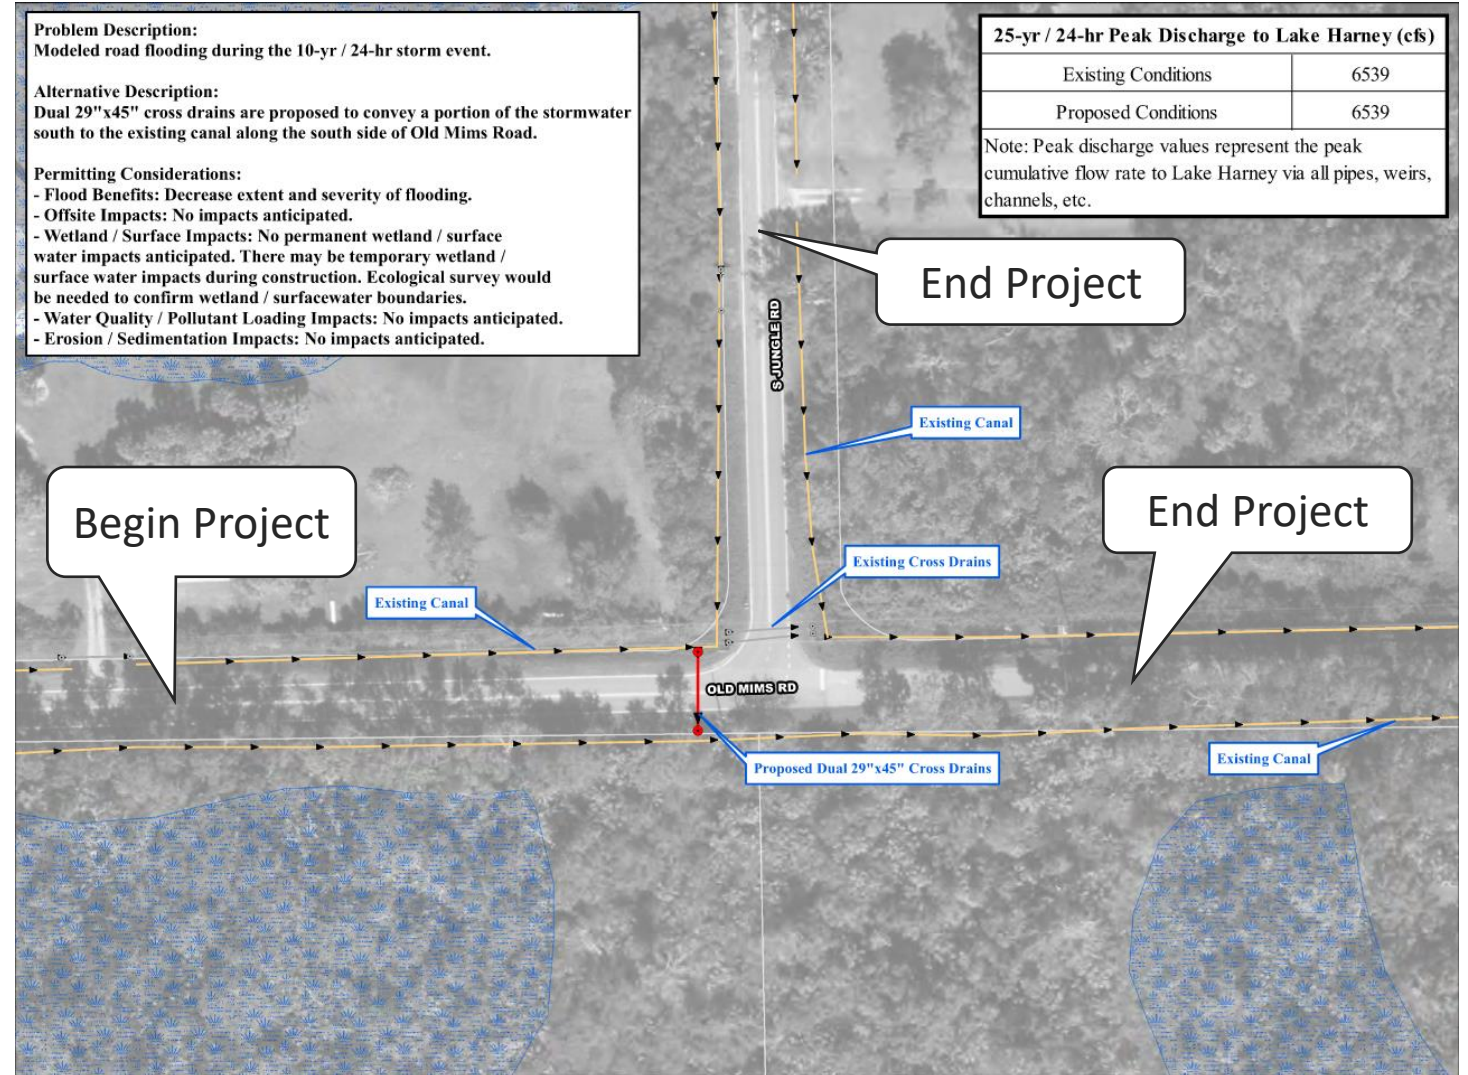 Problem Description:
Modeled road flooding during the 10-yr / 24-hr storm event.
Alternative Description:
Dual 29"x45" cross drains are proposed to convey a portion of the stormwater
south to the existing canal along the south side of Old Mims Road.
Permitting Considerations:
- Flood Benefits: Decrease extent and severity of flooding.
- Offsite Impacts: No impacts anticipated.
- Wetland / Surface Impacts: No permanent wetland / surface
water impacts anticipated. There may be temporary wetland /
surface water impacts during construction. Ecological survey would
be needed to confirm wetland / surfacewater boundaries.
- Water Quality / Pollutant Loading Impacts: No impacts anticipated.
- Erosion / Sedimentation Impacts: No impacts anticipated.
25-yr / 24-hr Peak Discharge to Lake Harney (cfs)
Existing Conditions 6539
Proposed Conditions 6539
Note: Peak discharge values represent the peak
cumulative flow rate to Lake Harney via all pipes, weirs,
channels, etc.
End Project
S JUNGLE RD
Existing Canal
Begin Project
End Project
Existing Cross Drains
Existing Canal
OLD MIMS RD
Proposed Dual 29"x45" Cross Drains
Existing Canal